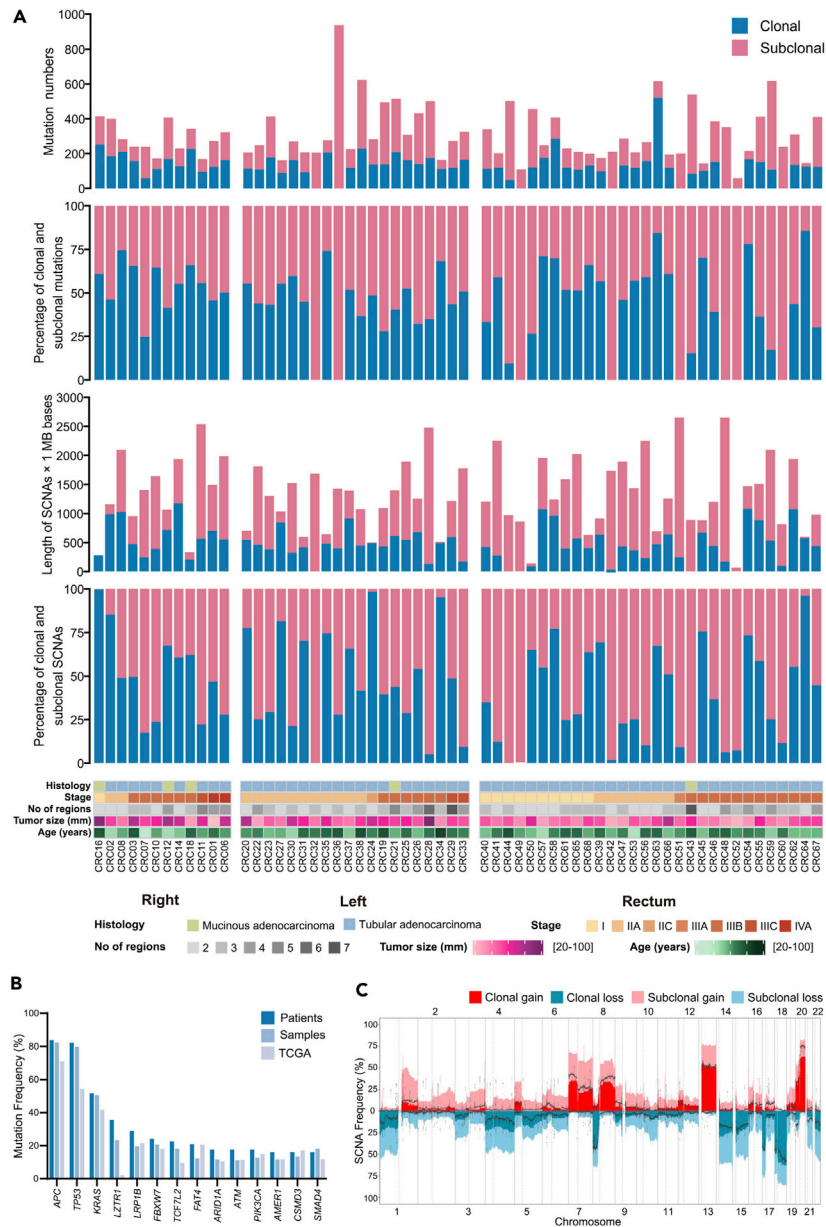 A
Mutation numbers
1000
800
600
400
200
0
Clonal
Subclonal
Percentage of clonal and
subclonal mutations
100
75
50
25
0
Length of SCNAs × 1 MB bases
3000
2500
2000
1500
1000
500
0
Percentage of clonal and
subclonal SCNAs
100
75
50
25
0
Histology
Stage
No of regions
Tumor size (mm)
Age (years)
CRC16 CRC02 CRC08 CRC03 CRC07 CRC10 CRC12 CRC14 CRC18 CRC11 CRC01 CRC06 CRC20 CRC22 CRC23 CRC27 CRC30 CRC31 CRC32 CRC35 CRC36 CRC37 CRC38 CRC24 CRC19 CRC21 CRC25 CRC26 CRC28 CRC34 CRC29 CRC33 CRC40 CRC41 CRC44 CRC49 CRC50 CRC57 CRC58 CRC61 CRC65 CRC68 CRC39 CRC42 CRC47 CRC53 CRC56 CRC63 CRC66 CRC51 CRC43 CRC45 CRC46 CRC48 CRC52 CRC54 CRC55 CRC59 CRC60 CRC62 CRC64 CRC67
Right Left Rectum
Histology Mucinous adenocarcinoma Tubular adenocarcinoma Stage I IIA IIC IIIA IIIB IIIC IVA
No of regions 2 3 4 5 6 7 Tumor size (mm) [20-100] Age (years) [20-100]
B
Mutation Frequency (%)
100
80
60
40
20
0
Patients
Samples
TCGA
APC TP53 KRAS LZTR1 LRP1B FBXW7 TCF7L2 FAT4 ARID1A ATM PIK3CA AMER1 CSMD3 SMAD4
C
Clonal gain Clonal loss Subclonal gain Subclonal loss
2 4 6 8 10 12 14 16 18 20 22
SCNA Frequency (%)
100
75
50
25
0
25
50
75
100
1 3 5 7 9 11 13 15 17 19 21
Chromosome